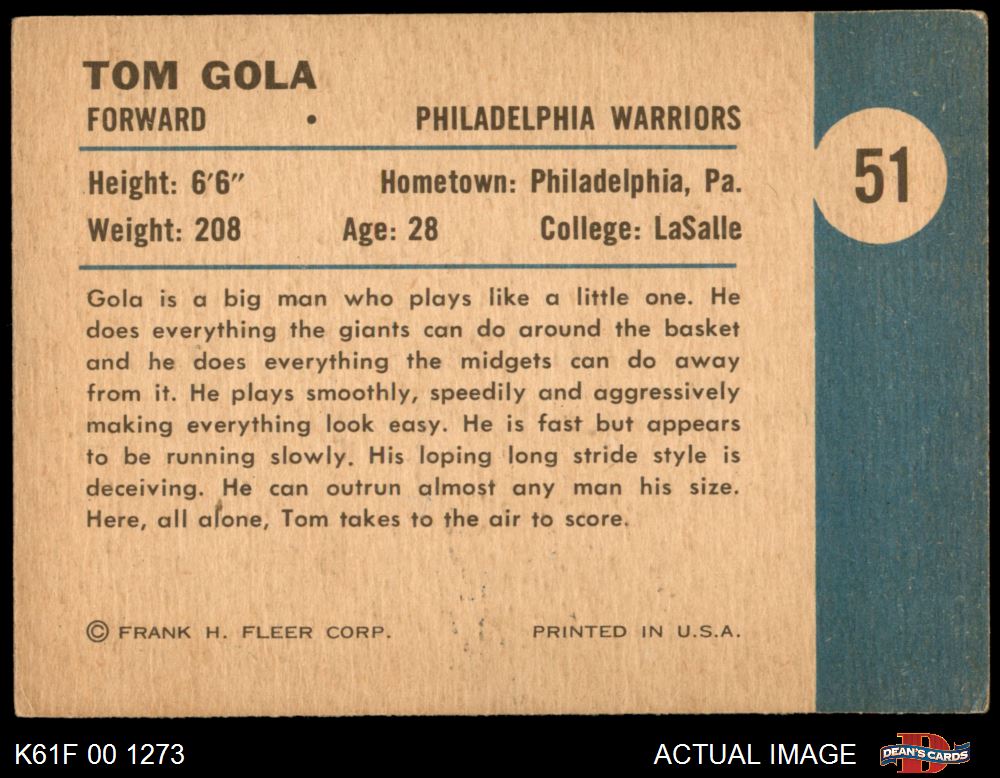 TOM GOLA
FORWARD • PHILADELPHIA WARRIORS
51
Height: 6'6" Hometown: Philadelphia, Pa.
Weight: 208 Age: 28 College: LaSalle
Gola is a big man who plays like a little one. He
does everything the giants can do around the basket
and he does everything the midgets can do away
from it. He plays smoothly, speedily and aggressively
making everything look easy. He is fast but appears
to be running slowly. His loping long stride style is
deceiving. He can outrun almost any man his size.
Here, all alone, Tom takes to the air to score.
© FRANK H. FLEER CORP. PRINTED IN U.S.A.
K61F 00 1273 ACTUAL IMAGE DEAN'S CARDS